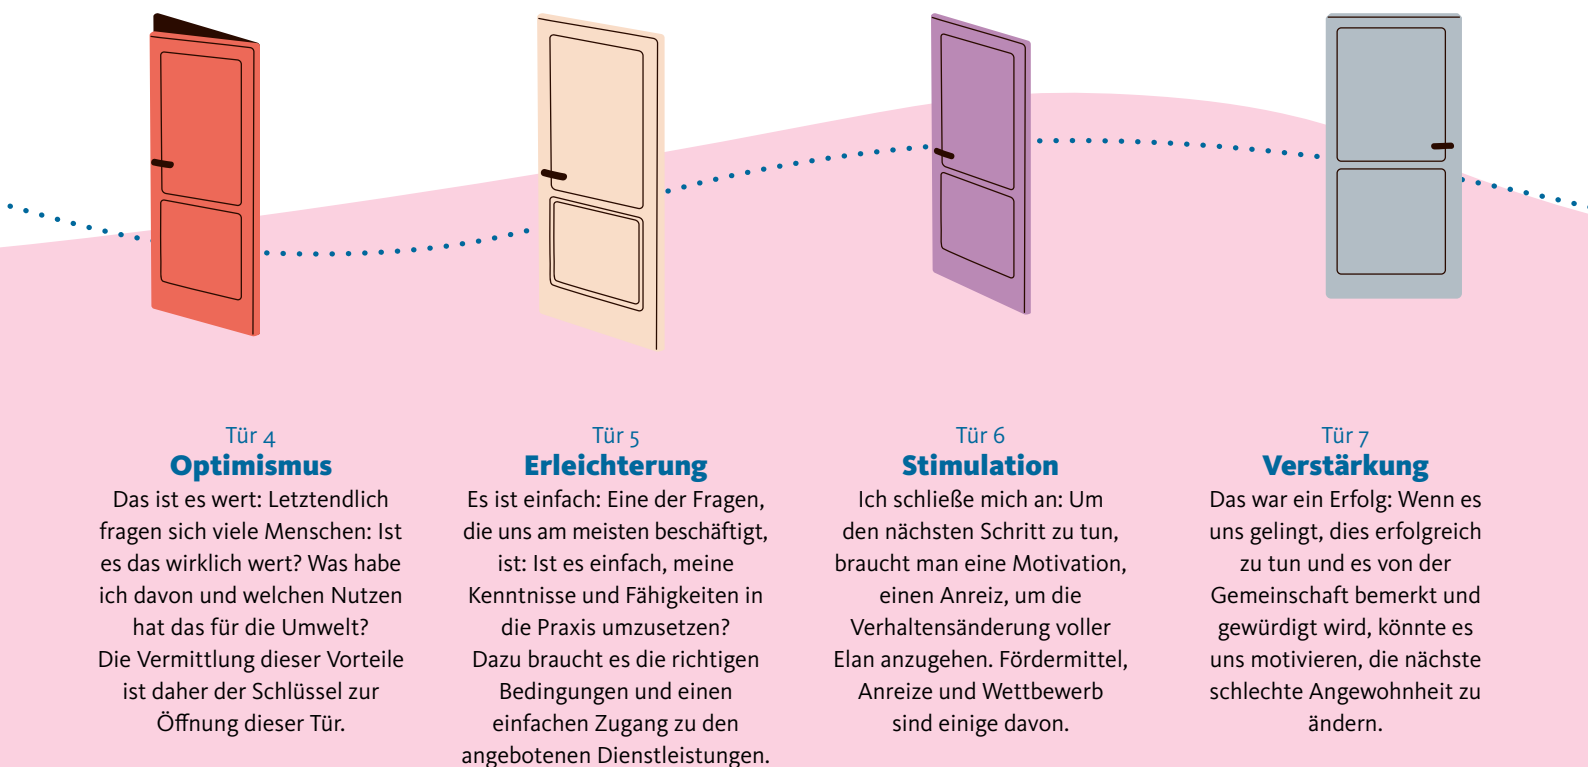 Tür 4
Optimismus
Das ist es wert: Letztendlich
fragen sich viele Menschen: Ist
es das wirklich wert? Was habe
ich davon und welchen Nutzen
hat das für die Umwelt?
Die Vermittlung dieser Vorteile
ist daher der Schlüssel zur
Öffnung dieser Tür.
Tür 5
Erleichterung
Es ist einfach: Eine der Fragen,
die uns am meisten beschäftigt,
ist: Ist es einfach, meine
Kenntnisse und Fähigkeiten in
die Praxis umzusetzen?
Dazu braucht es die richtigen
Bedingungen und einen
einfachen Zugang zu den
angebotenen Dienstleistungen.
Tür 6
Stimulation
Ich schließe mich an: Um
den nächsten Schritt zu tun,
braucht man eine Motivation,
einen Anreiz, um die
Verhaltensänderung voller
Elan anzugehen. Fördermittel,
Anreize und Wettbewerb
sind einige davon.
Tür 7
Verstärkung
Das war ein Erfolg: Wenn es
uns gelingt, dies erfolgreich
zu tun und es von der
Gemeinschaft bemerkt und
gewürdigt wird, könnte es
uns motivieren, die nächste
schlechte Angewohnheit zu
ändern.